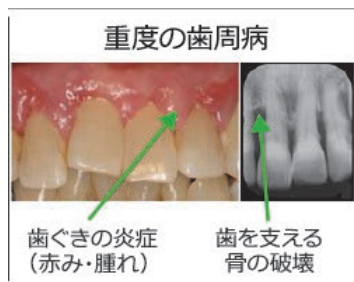 重度の歯周病
歯ぐきの炎症
(赤み・腫れ)
歯を支える
骨の破壊